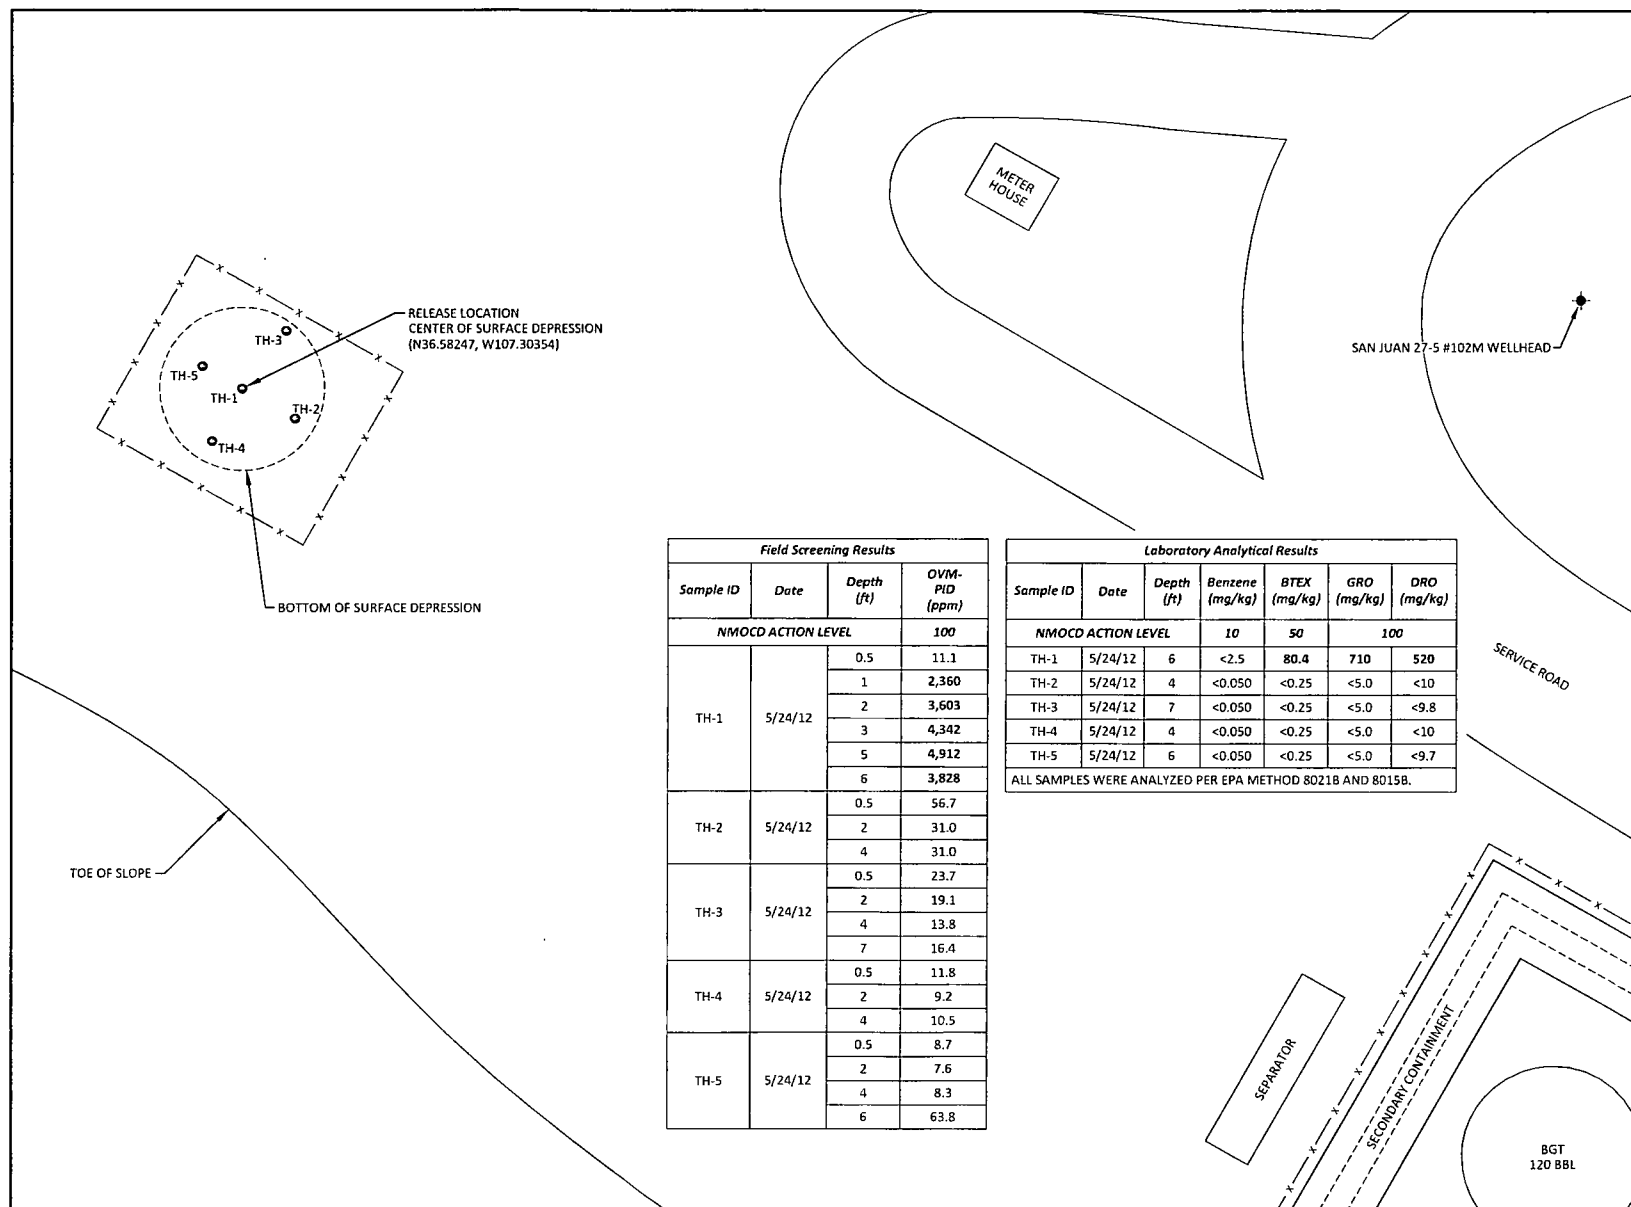 METER
HOUSE
RELEASE LOCATION
CENTER OF SURFACE DEPRESSION
(N36.58247, W107.30354)
SAN JUAN 27-5 #102M WELLHEAD
TH-3
TH-5
TH-1
TH-2
TH-4
BOTTOM OF SURFACE DEPRESSION
TOE OF SLOPE
Field Screening Results
Sample ID Date Depth (ft) OVM-PID (ppm)
NMOCD ACTION LEVEL 100
TH-1 5/24/12 0.5 11.1
1 2,360
2 3,603
3 4,342
5 4,912
6 3,828
TH-2 5/24/12 0.5 56.7
2 31.0
4 31.0
TH-3 5/24/12 0.5 23.7
2 19.1
4 13.8
7 16.4
TH-4 5/24/12 0.5 11.8
2 9.2
4 10.5
TH-5 5/24/12 0.5 8.7
2 7.6
4 8.3
6 63.8
Laboratory Analytical Results
Sample ID Date Depth (ft) Benzene (mg/kg) BTEX (mg/kg) GRO (mg/kg) DRO (mg/kg)
NMOCD ACTION LEVEL 10 50 100
TH-1 5/24/12 6 <2.5 80.4 710 520
TH-2 5/24/12 4 <0.050 <0.25 <5.0 <10
TH-3 5/24/12 7 <0.050 <0.25 <5.0 <9.8
TH-4 5/24/12 4 <0.050 <0.25 <5.0 <10
TH-5 5/24/12 6 <0.050 <0.25 <5.0 <9.7
ALL SAMPLES WERE ANALYZED PER EPA METHOD 8021B AND 8015B.
SERVICE ROAD
SEPARATOR
SECONDARY CONTAINMENT
BGT
120 BBL